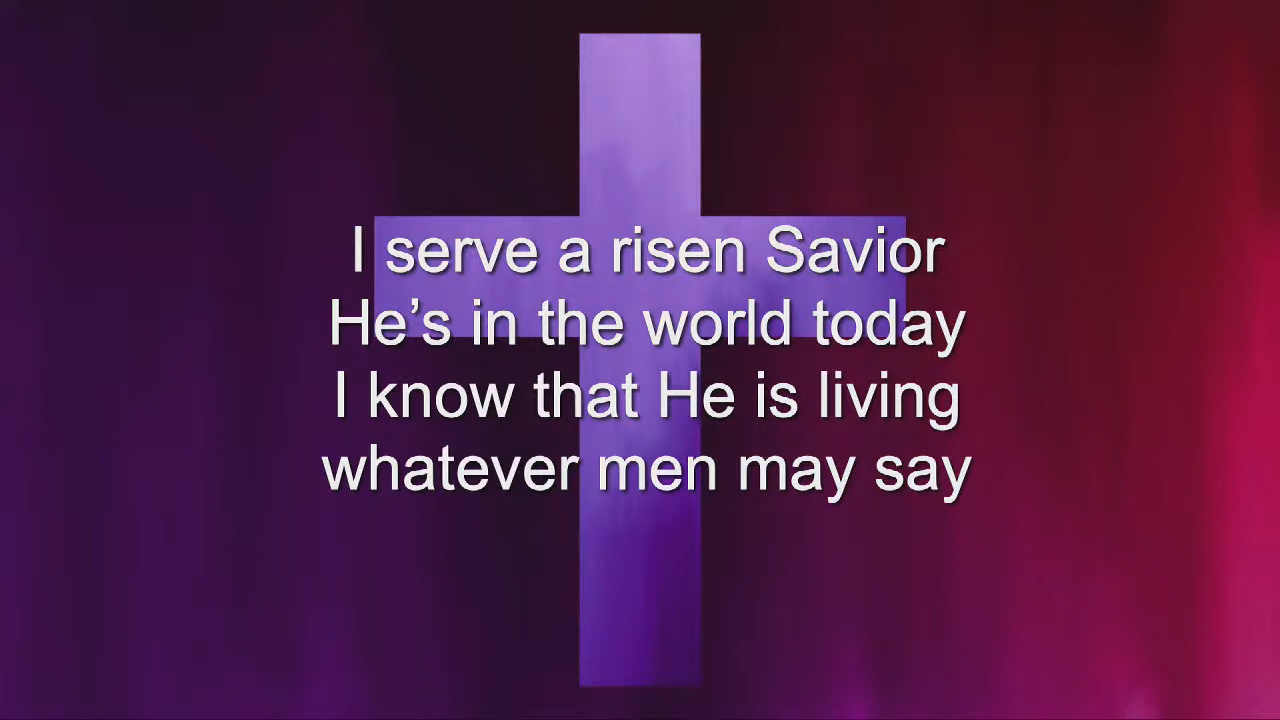 I serve a risen Savior
He’s in the world today
I know that He is living
whatever men may say